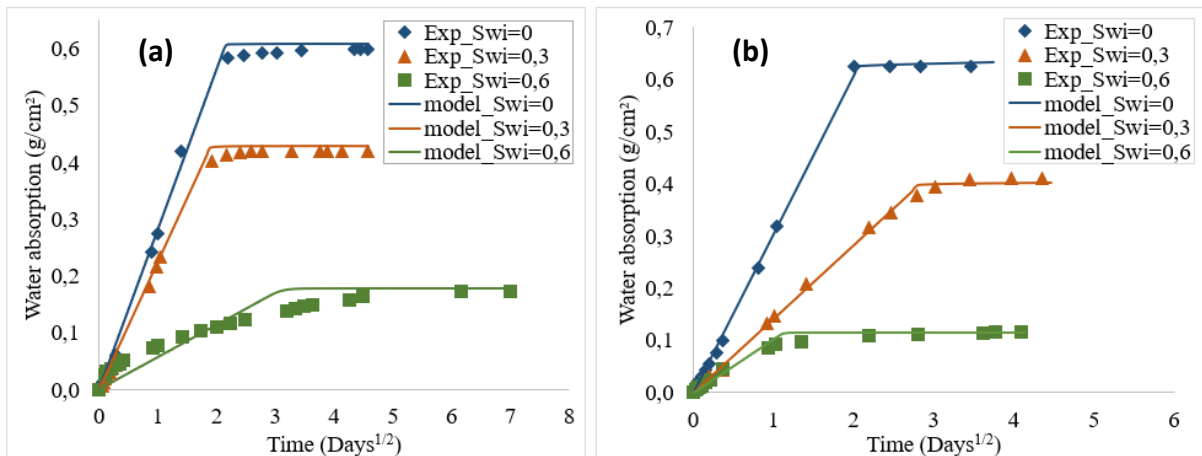 (a)
Water absorption (g/cm²)
0,6
0,5
0,4
0,3
0,2
0,1
0,0
0 1 2 3 4 5 6 7 8
Time (Days^1/2)
Exp_Swi=0
Exp_Swi=0,3
Exp_Swi=0,6
model_Swi=0
model_Swi=0,3
model_Swi=0,6
(b)
Water absorption (g/cm²)
0,7
0,6
0,5
0,4
0,3
0,2
0,1
0,0
0 1 2 3 4 5 6
Time (Days^1/2)
Exp_Swi=0
Exp_Swi=0,3
Exp_Swi=0,6
model_Swi=0
model_Swi=0,3
model_Swi=0,6